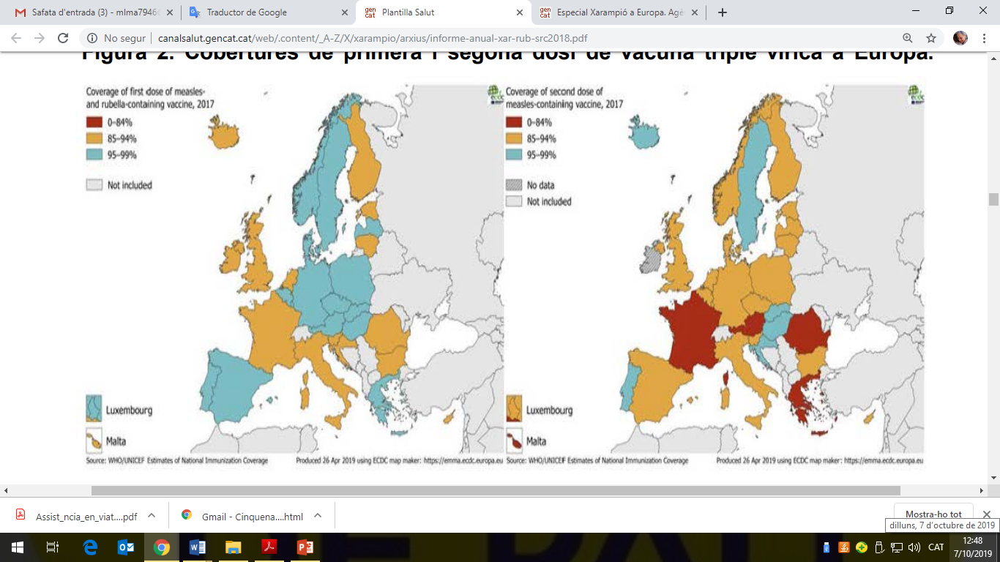 Safata d'entrada (3) - mlma7946
Traductor de Google
Plantilla Salut
gen cat
Especial Xarampió a Europa. Agè
No segur
canalsalut.gencat.cat/web/.content/_A-Z/X/xarampio/arxius/informe-anual-xar-rub-src2018.pdf
Figura 2. Cobertures de primera i segona dosi de vacuna triple vírica a Europa.
Coverage of first dose of measles-
and rubella-containing vaccine, 2017
0–84%
85–94%
95–99%
Not included
Luxembourg
Malta
Source: WHO/UNICEF Estimates of National Immunization Coverage
Produced 26 Apr 2019 using ECDC map maker: https://emma.ecdc.europa.eu
ecdc
Coverage of second dose of
measles-containing vaccine, 2017
0–84%
85–94%
95–99%
No data
Not included
Luxembourg
Malta
Source: WHO/UNICEF Estimates of National Immunization Coverage
Produced 26 Apr 2019 using ECDC map maker: https://emma.ecdc.europa.eu
ecdc
Assist_ncia_en_viat....pdf
Gmail - Cinquena....html
Mostra-ho tot
dilluns, 7 d'octubre de 2019
CAT
12:48
7/10/2019